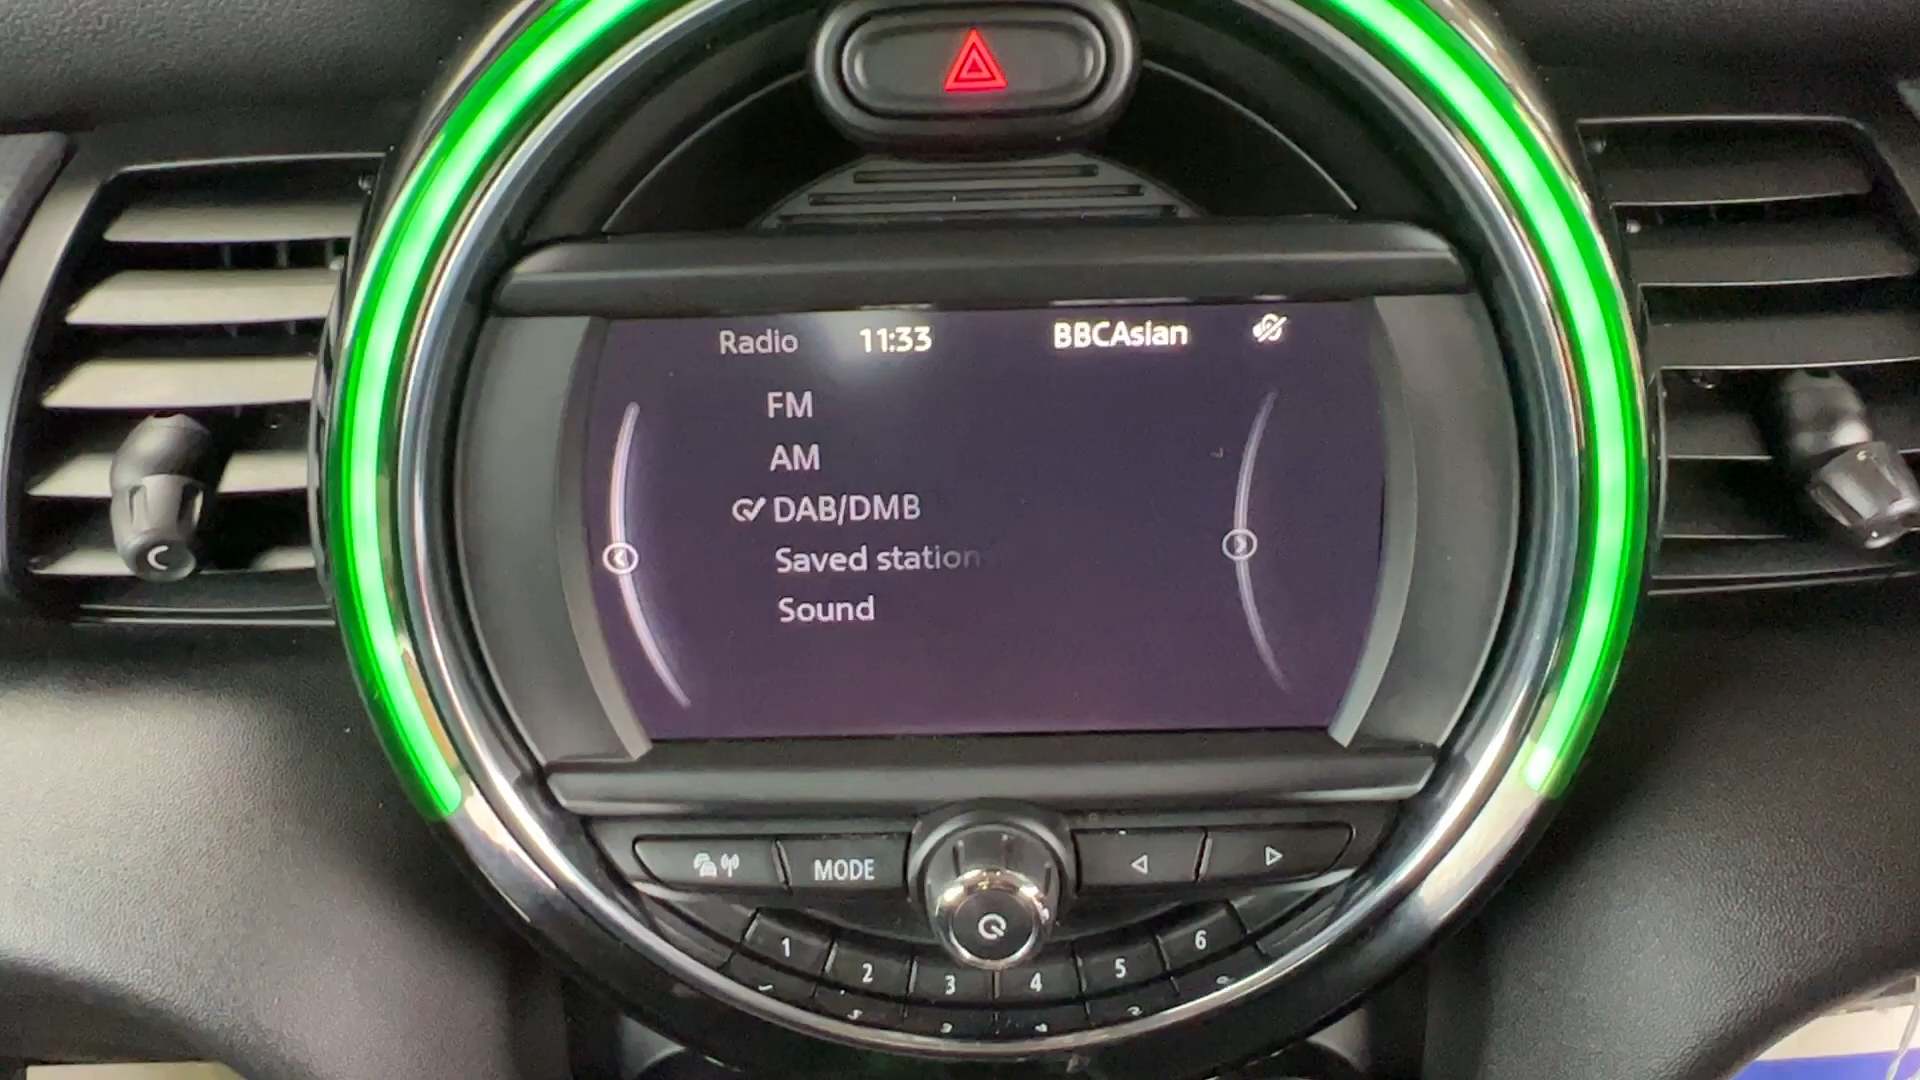 Radio 11:33 BBCAsian
FM
AM
DAB/DMB
Saved station
Sound
MODE
1 2 3 4 5 6